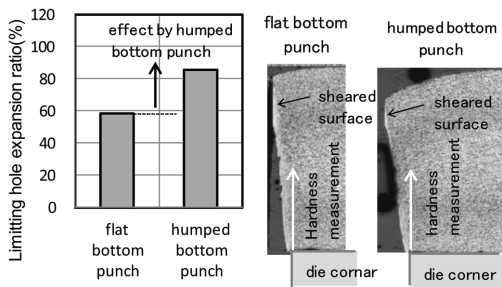 Limitting hole expansion ratio(%)
120
100
80
60
40
20
0
effect by humped
bottom punch
flat
bottom
punch
humped
bottom
punch
flat bottom
punch
sheared
surface
Hardness
measurement
die cornar
humped bottom
punch
sheared
surface
hardness
measurement
die corner